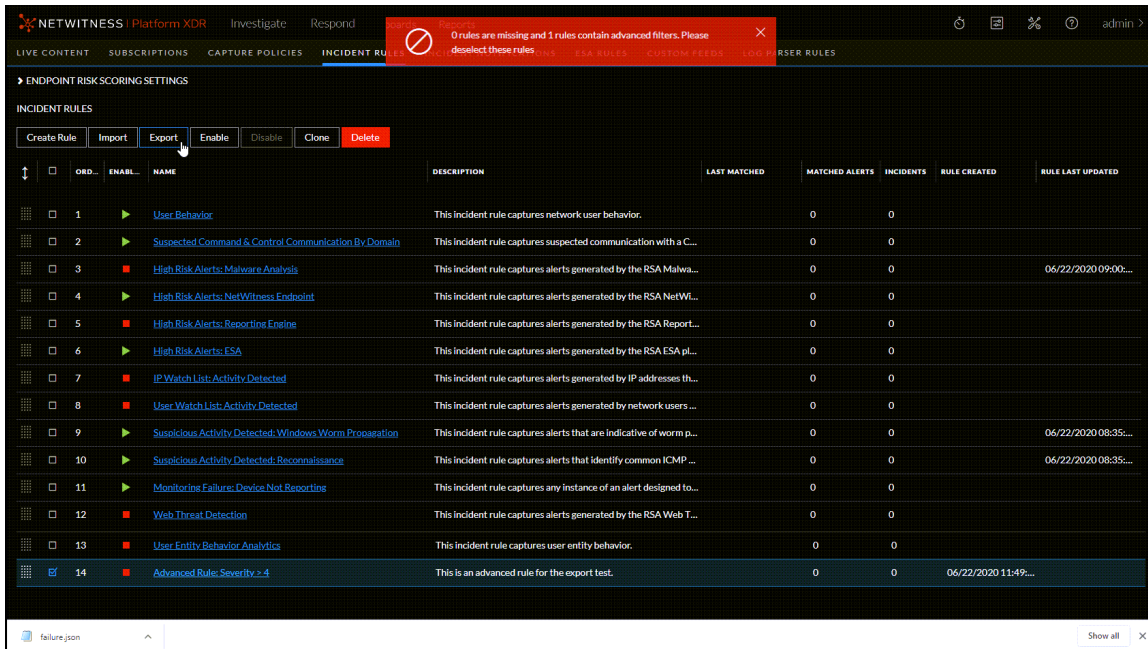 NETWITNESS | Platform XDR Investigate Respond Reports admin >
0 rules are missing and 1 rules contain advanced filters. Please
deselect these rules
LIVE CONTENT SUBSCRIPTIONS CAPTURE POLICIES INCIDENT RULES ESA RULES CUSTOM FEEDS LOG PARSER RULES
ENDPOINT RISK SCORING SETTINGS
INCIDENT RULES
Create Rule Import Export Enable Disable Clone Delete
ORD... ENABL... NAME DESCRIPTION LAST MATCHED MATCHED ALERTS INCIDENTS RULE CREATED RULE LAST UPDATED
1 User Behavior This incident rule captures network user behavior. 0 0
2 Suspected Command & Control Communication By Domain This incident rule captures suspected communication with a C... 0 0
3 High Risk Alerts: Malware Analysis This incident rule captures alerts generated by the RSA Malwa... 0 0 06/22/2020 09:00:...
4 High Risk Alerts: NetWitness Endpoint This incident rule captures alerts generated by the RSA NetWi... 0 0
5 High Risk Alerts: Reporting Engine This incident rule captures alerts generated by the RSA Report... 0 0
6 High Risk Alerts: ESA This incident rule captures alerts generated by the RSA ESA pl... 0 0
7 IP Watch List: Activity Detected This incident rule captures alerts generated by IP addresses th... 0 0
8 User Watch List: Activity Detected This incident rule captures alerts generated by network users ... 0 0
9 Suspicious Activity Detected: Windows Worm Propagation This incident rule captures alerts that are indicative of worm p... 0 0 06/22/2020 08:35:...
10 Suspicious Activity Detected: Reconnaissance This incident rule captures alerts that identify common ICMP ... 0 0 06/22/2020 08:35:...
11 Monitoring Failure: Device Not Reporting This incident rule captures any instance of an alert designed to... 0 0
12 Web Threat Detection This incident rule captures alerts generated by the RSA Web T... 0 0
13 User Entity Behavior Analytics This incident rule captures user entity behavior. 0 0
14 Advanced Rule: Severity > 4 This is an advanced rule for the export test. 0 0 06/22/2020 11:49:...
failure.json Show all